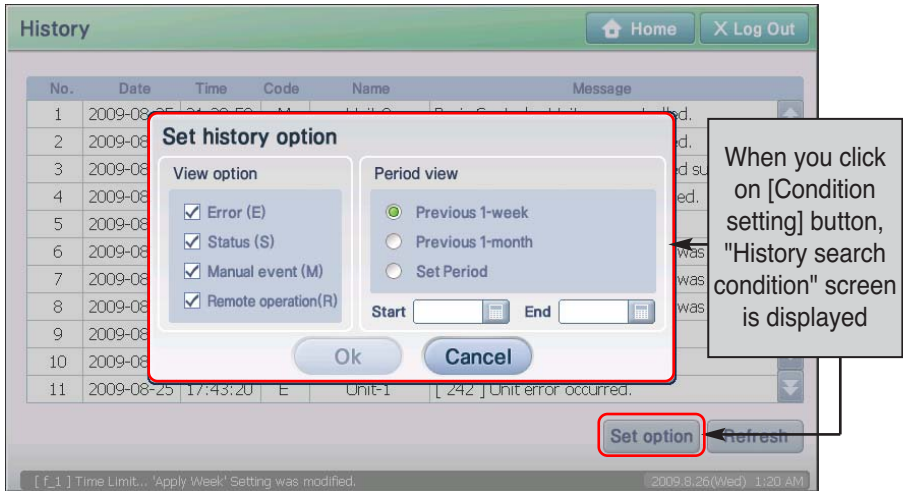 History
Home
X Log Out
No. Date Time Code Name Message
1 2009-08-25
2 2009-08
3 2009-08
4 2009-08
5 2009-08
6 2009-08 was
7 2009-08 was
8 2009-08 was
9 2009-08
10 2009-08
11 2009-08-25 17:43:20 E Unit-1 [ 242 ] Unit error occurred.
Set history option
View option
Error (E)
Status (S)
Manual event (M)
Remote operation(R)
Period view
Previous 1-week
Previous 1-month
Set Period
Start End
Ok Cancel
When you click
on [Condition
setting] button,
"History search
condition" screen
is displayed
Set option Refresh
[ f_1 ] Time Limit... 'Apply Week' Setting was modified. 2009.8.26(Wed) 1:20 AM